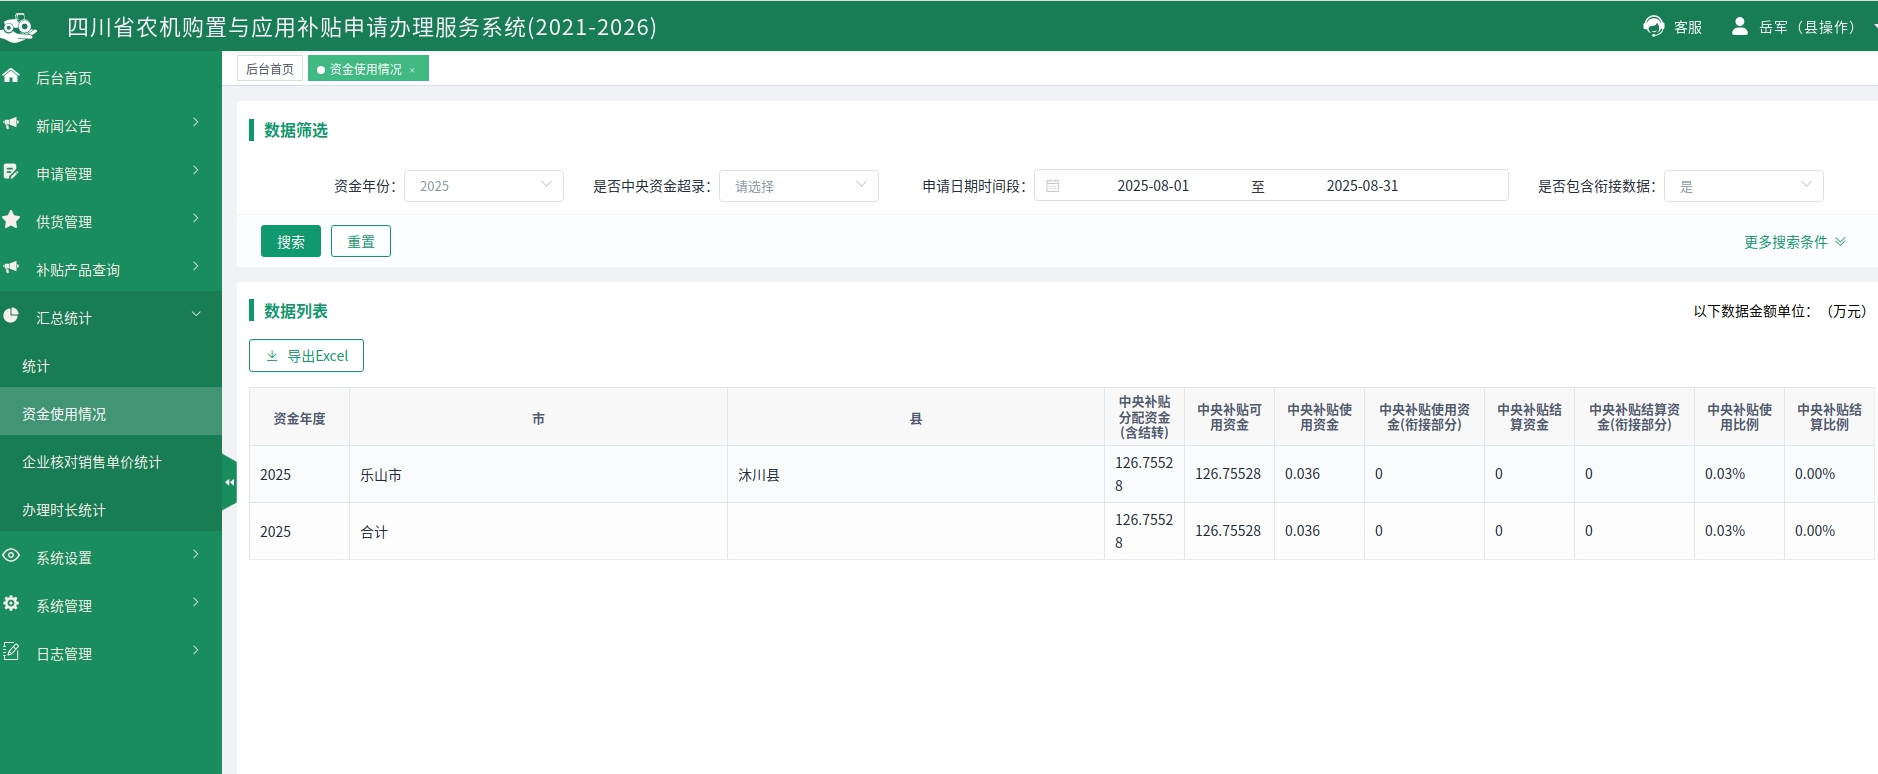 四川省农机购置与应用补贴申请办理服务系统(2021-2026)
客服
岳军（县操作）
后台首页
新闻公告
申请管理
供货管理
补贴产品查询
汇总统计
统计
资金使用情况
企业核对销售单价统计
办理时长统计
系统设置
系统管理
日志管理
后台首页
资金使用情况 ×
数据筛选
资金年份： 2025 是否中央资金超录： 请选择 申请日期时间段： 2025-08-01 至 2025-08-31 是否包含衔接数据： 是
搜索 重置 更多搜索条件
数据列表 以下数据金额单位：（万元）
导出Excel
资金年度 市 县 中央补贴分配资金(含结转) 中央补贴可用资金 中央补贴使用资金 中央补贴使用资金(衔接部分) 中央补贴结算资金 中央补贴结算资金(衔接部分) 中央补贴使用比例 中央补贴结算比例
2025 乐山市 沐川县 126.75528 126.75528 0.036 0 0 0 0.03% 0.00%
2025 合计 126.75528 126.75528 0.036 0 0 0 0.03% 0.00%